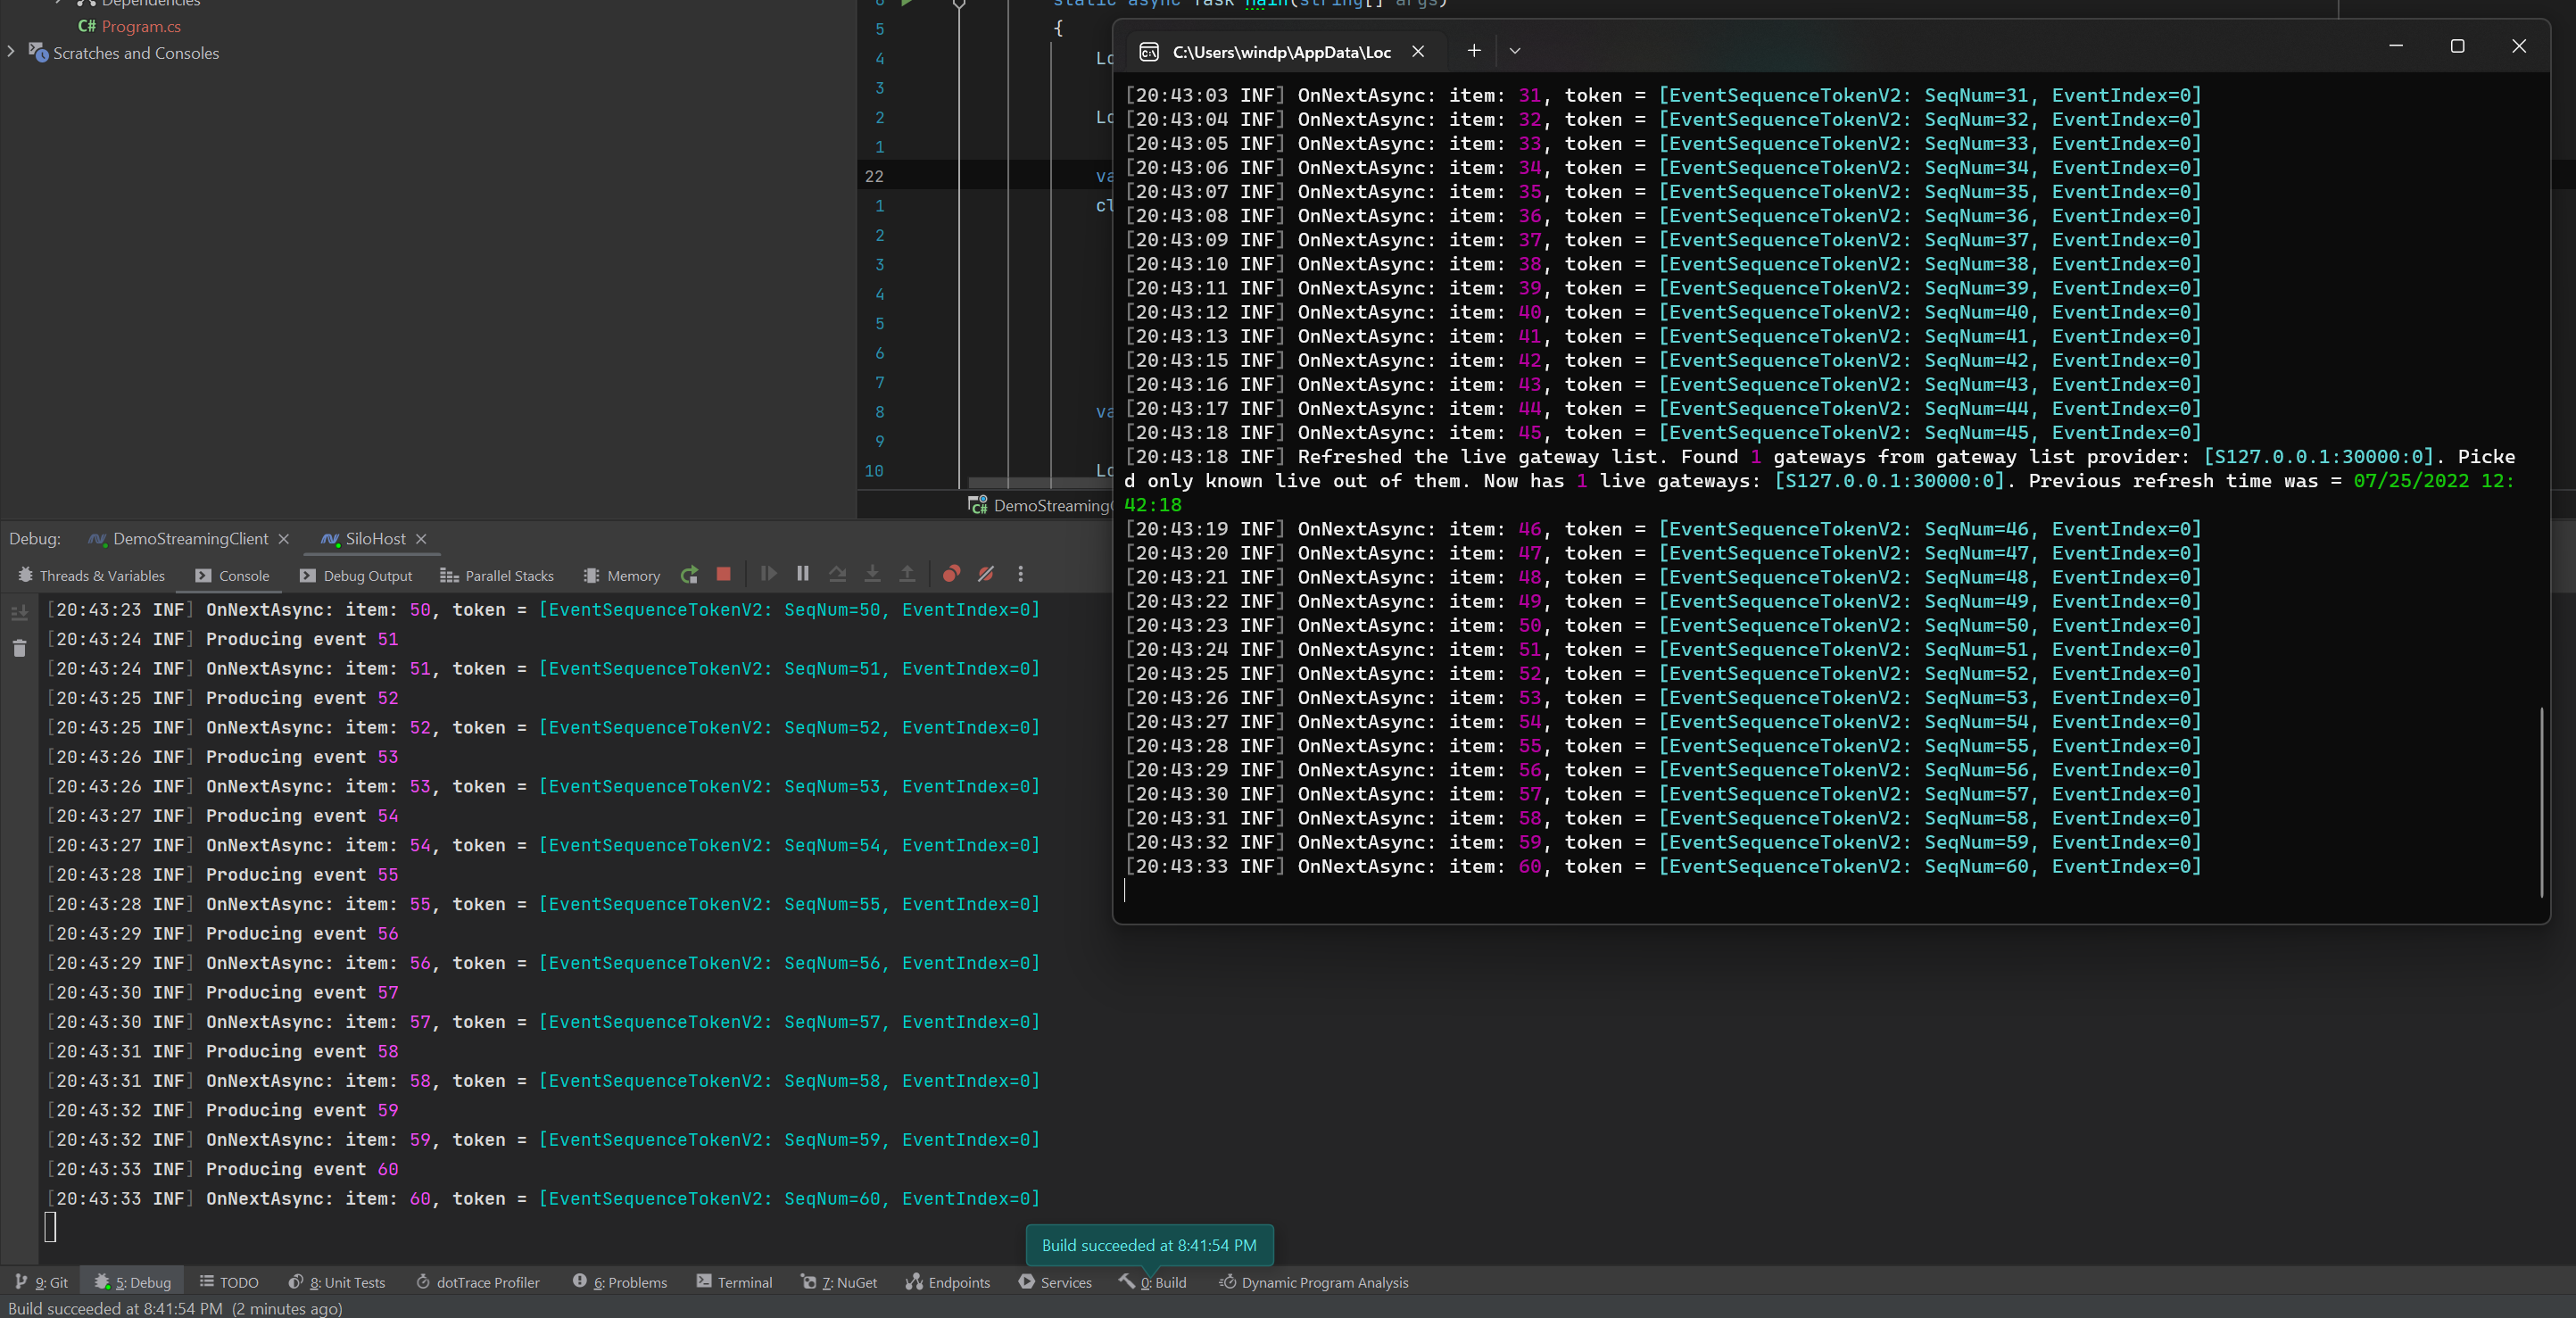 Dependencies
C# Program.cs
Scratches and Consoles
6 static async Task Main(string[] args)
5 {
4 Lo
3
2 Lo
1
22 va
1 cl
2
3
4
5
6
7
8 va
9
10 Lo
DemoStreaming
C:\Users\windp\AppData\Loc
[20:43:03 INF] OnNextAsync: item: 31, token = [EventSequenceTokenV2: SeqNum=31, EventIndex=0]
[20:43:04 INF] OnNextAsync: item: 32, token = [EventSequenceTokenV2: SeqNum=32, EventIndex=0]
[20:43:05 INF] OnNextAsync: item: 33, token = [EventSequenceTokenV2: SeqNum=33, EventIndex=0]
[20:43:06 INF] OnNextAsync: item: 34, token = [EventSequenceTokenV2: SeqNum=34, EventIndex=0]
[20:43:07 INF] OnNextAsync: item: 35, token = [EventSequenceTokenV2: SeqNum=35, EventIndex=0]
[20:43:08 INF] OnNextAsync: item: 36, token = [EventSequenceTokenV2: SeqNum=36, EventIndex=0]
[20:43:09 INF] OnNextAsync: item: 37, token = [EventSequenceTokenV2: SeqNum=37, EventIndex=0]
[20:43:10 INF] OnNextAsync: item: 38, token = [EventSequenceTokenV2: SeqNum=38, EventIndex=0]
[20:43:11 INF] OnNextAsync: item: 39, token = [EventSequenceTokenV2: SeqNum=39, EventIndex=0]
[20:43:12 INF] OnNextAsync: item: 40, token = [EventSequenceTokenV2: SeqNum=40, EventIndex=0]
[20:43:13 INF] OnNextAsync: item: 41, token = [EventSequenceTokenV2: SeqNum=41, EventIndex=0]
[20:43:15 INF] OnNextAsync: item: 42, token = [EventSequenceTokenV2: SeqNum=42, EventIndex=0]
[20:43:16 INF] OnNextAsync: item: 43, token = [EventSequenceTokenV2: SeqNum=43, EventIndex=0]
[20:43:17 INF] OnNextAsync: item: 44, token = [EventSequenceTokenV2: SeqNum=44, EventIndex=0]
[20:43:18 INF] OnNextAsync: item: 45, token = [EventSequenceTokenV2: SeqNum=45, EventIndex=0]
[20:43:18 INF] Refreshed the live gateway list. Found 1 gateways from gateway list provider: [S127.0.0.1:30000:0]. Picke
d only known live out of them. Now has 1 live gateways: [S127.0.0.1:30000:0]. Previous refresh time was = 07/25/2022 12:
42:18
[20:43:19 INF] OnNextAsync: item: 46, token = [EventSequenceTokenV2: SeqNum=46, EventIndex=0]
[20:43:20 INF] OnNextAsync: item: 47, token = [EventSequenceTokenV2: SeqNum=47, EventIndex=0]
[20:43:21 INF] OnNextAsync: item: 48, token = [EventSequenceTokenV2: SeqNum=48, EventIndex=0]
[20:43:22 INF] OnNextAsync: item: 49, token = [EventSequenceTokenV2: SeqNum=49, EventIndex=0]
[20:43:23 INF] OnNextAsync: item: 50, token = [EventSequenceTokenV2: SeqNum=50, EventIndex=0]
[20:43:24 INF] OnNextAsync: item: 51, token = [EventSequenceTokenV2: SeqNum=51, EventIndex=0]
[20:43:25 INF] OnNextAsync: item: 52, token = [EventSequenceTokenV2: SeqNum=52, EventIndex=0]
[20:43:26 INF] OnNextAsync: item: 53, token = [EventSequenceTokenV2: SeqNum=53, EventIndex=0]
[20:43:27 INF] OnNextAsync: item: 54, token = [EventSequenceTokenV2: SeqNum=54, EventIndex=0]
[20:43:28 INF] OnNextAsync: item: 55, token = [EventSequenceTokenV2: SeqNum=55, EventIndex=0]
[20:43:29 INF] OnNextAsync: item: 56, token = [EventSequenceTokenV2: SeqNum=56, EventIndex=0]
[20:43:30 INF] OnNextAsync: item: 57, token = [EventSequenceTokenV2: SeqNum=57, EventIndex=0]
[20:43:31 INF] OnNextAsync: item: 58, token = [EventSequenceTokenV2: SeqNum=58, EventIndex=0]
[20:43:32 INF] OnNextAsync: item: 59, token = [EventSequenceTokenV2: SeqNum=59, EventIndex=0]
[20:43:33 INF] OnNextAsync: item: 60, token = [EventSequenceTokenV2: SeqNum=60, EventIndex=0]
Debug: DemoStreamingClient SiloHost
Threads & Variables Console Debug Output Parallel Stacks Memory
[20:43:23 INF] OnNextAsync: item: 50, token = [EventSequenceTokenV2: SeqNum=50, EventIndex=0]
[20:43:24 INF] Producing event 51
[20:43:24 INF] OnNextAsync: item: 51, token = [EventSequenceTokenV2: SeqNum=51, EventIndex=0]
[20:43:25 INF] Producing event 52
[20:43:25 INF] OnNextAsync: item: 52, token = [EventSequenceTokenV2: SeqNum=52, EventIndex=0]
[20:43:26 INF] Producing event 53
[20:43:26 INF] OnNextAsync: item: 53, token = [EventSequenceTokenV2: SeqNum=53, EventIndex=0]
[20:43:27 INF] Producing event 54
[20:43:27 INF] OnNextAsync: item: 54, token = [EventSequenceTokenV2: SeqNum=54, EventIndex=0]
[20:43:28 INF] Producing event 55
[20:43:28 INF] OnNextAsync: item: 55, token = [EventSequenceTokenV2: SeqNum=55, EventIndex=0]
[20:43:29 INF] Producing event 56
[20:43:29 INF] OnNextAsync: item: 56, token = [EventSequenceTokenV2: SeqNum=56, EventIndex=0]
[20:43:30 INF] Producing event 57
[20:43:30 INF] OnNextAsync: item: 57, token = [EventSequenceTokenV2: SeqNum=57, EventIndex=0]
[20:43:31 INF] Producing event 58
[20:43:31 INF] OnNextAsync: item: 58, token = [EventSequenceTokenV2: SeqNum=58, EventIndex=0]
[20:43:32 INF] Producing event 59
[20:43:32 INF] OnNextAsync: item: 59, token = [EventSequenceTokenV2: SeqNum=59, EventIndex=0]
[20:43:33 INF] Producing event 60
[20:43:33 INF] OnNextAsync: item: 60, token = [EventSequenceTokenV2: SeqNum=60, EventIndex=0]
Build succeeded at 8:41:54 PM
9: Git 5: Debug TODO 8: Unit Tests dotTrace Profiler 6: Problems Terminal 7: NuGet Endpoints Services 0: Build Dynamic Program Analysis
Build succeeded at 8:41:54 PM (2 minutes ago)